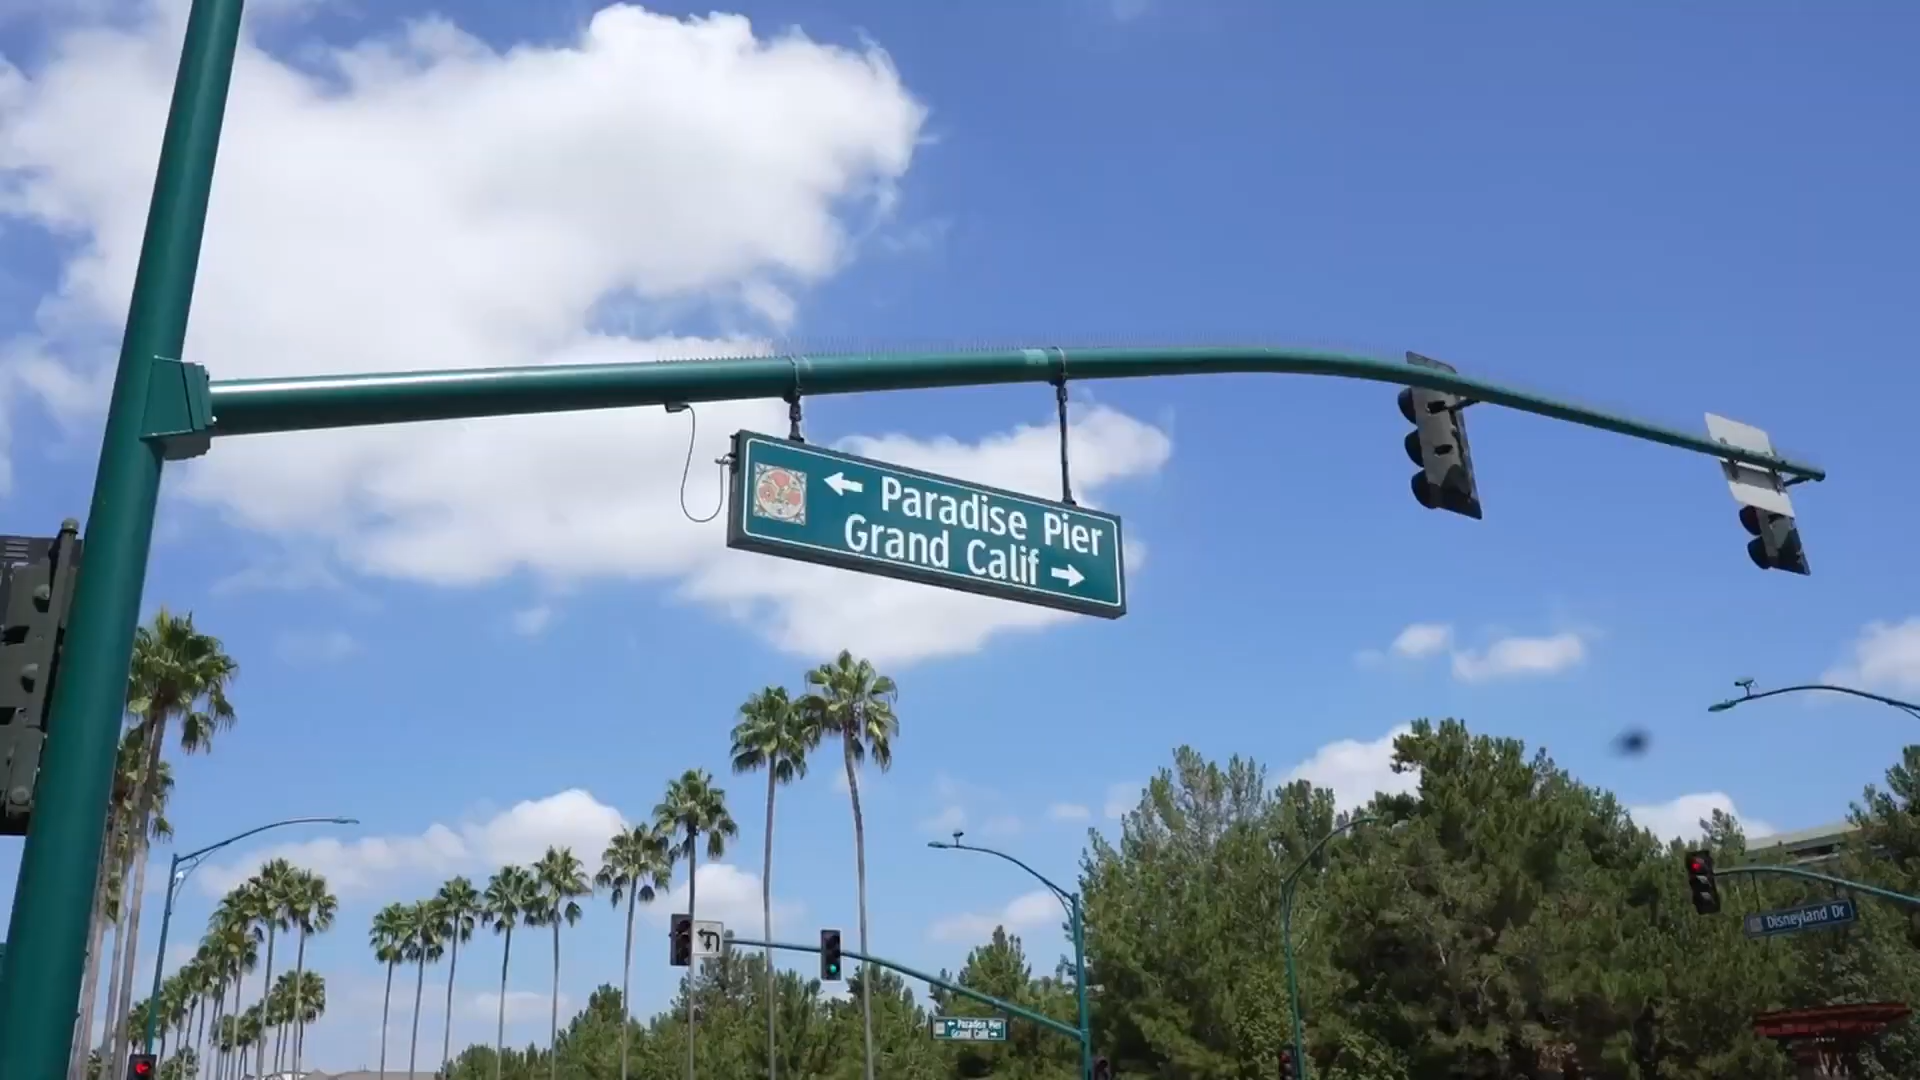 ← Paradise Pier
Grand Calif →
Disneyland Dr
← Paradise Pier
Grand Calif →